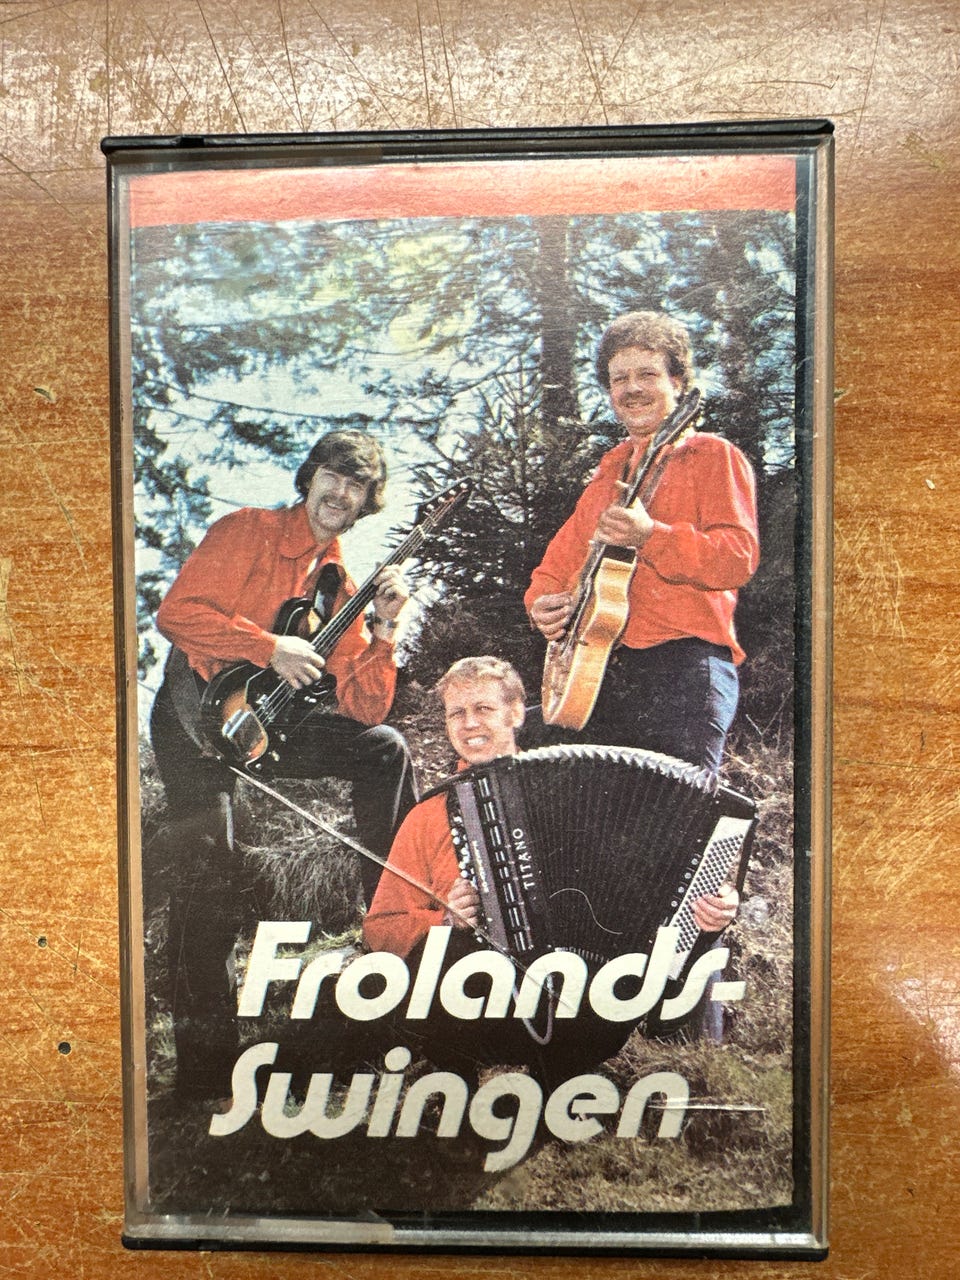 TITANO
Frolands-
Swingen